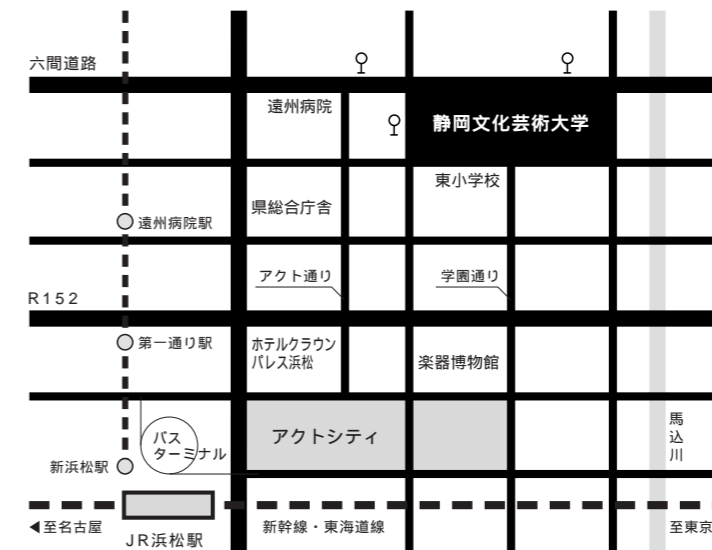 六間道路
遠州病院
静岡文化芸術大学
東小学校
県総合庁舎
遠州病院駅
アクト通り
学園通り
R152
第一通り駅
ホテルクラウン
パレス浜松
楽器博物館
アクトシティ
バス
ターミナル
馬込川
新浜松駅
◀至名古屋
JR浜松駅
新幹線・東海道線
至東京